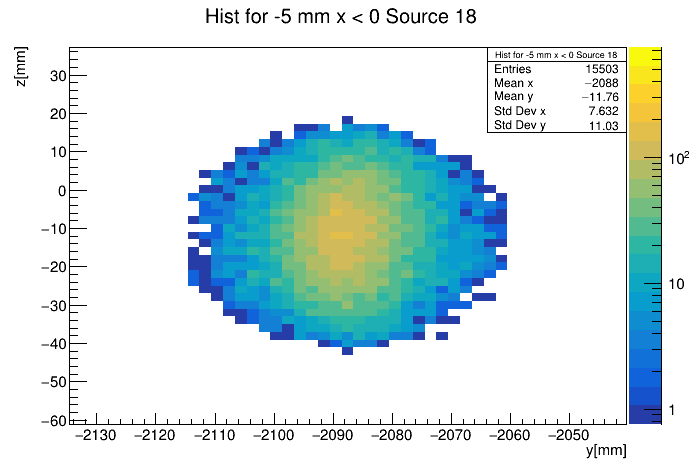 Hist for -5 mm x < 0 Source 18
z[mm]
Hist for -5 mm x < 0 Source 18
Entries 15503
Mean x −2088
Mean y −11.76
Std Dev x 7.632
Std Dev y 11.03
30
20
10
0
−10
−20
−30
−40
−50
−60
10²
10
1
−2130 −2120 −2110 −2100 −2090 −2080 −2070 −2060 −2050
y[mm]